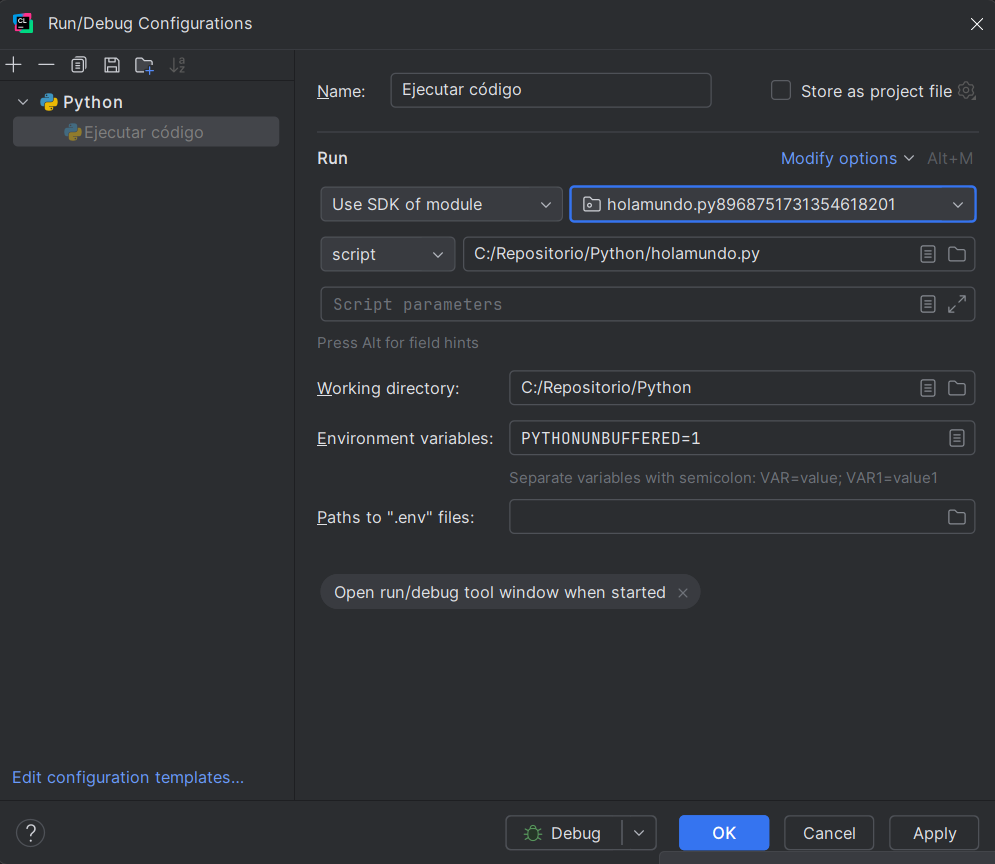 CL
Run/Debug Configurations
Python
Ejecutar código
Name:
Ejecutar código
Store as project file
Run
Modify options
Alt+M
Use SDK of module
holamundo.py8968751731354618201
script
C:/Repositorio/Python/holamundo.py
Script parameters
Press Alt for field hints
Working directory:
C:/Repositorio/Python
Environment variables:
PYTHONUNBUFFERED=1
Separate variables with semicolon: VAR=value; VAR1=value1
Paths to ".env" files:
Open run/debug tool window when started
Edit configuration templates...
?
Debug
OK
Cancel
Apply